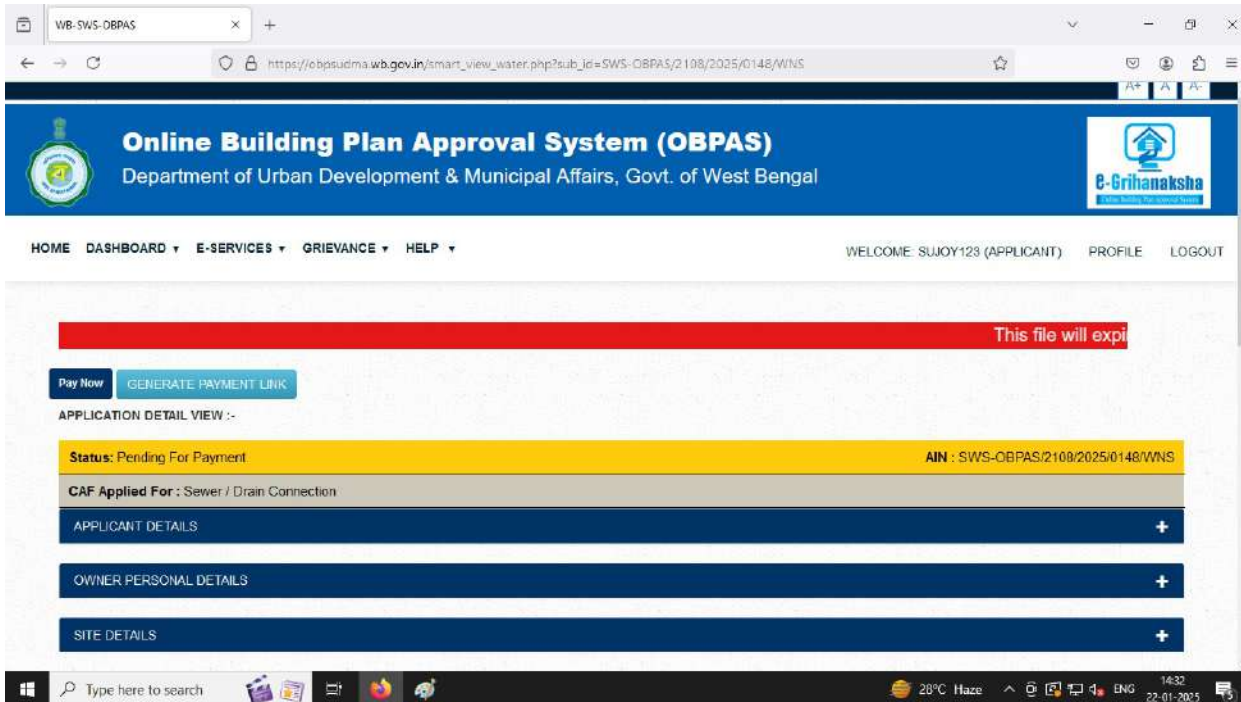 WB-SWS-OBPAS
https://obpsudma.wb.gov.in/smart_view_water.php?sub_id=SWS-OBPAS/2108/2025/0148/WNS
A+ A A-
Online Building Plan Approval System (OBPAS)
Department of Urban Development & Municipal Affairs, Govt. of West Bengal
e-Grihanaksha
HOME DASHBOARD E-SERVICES GRIEVANCE HELP
WELCOME: SUJOY123 (APPLICANT) PROFILE LOGOUT
This file will expi
Pay Now GENERATE PAYMENT LINK
APPLICATION DETAIL VIEW :-
Status: Pending For Payment AIN : SWS-OBPAS/2108/2025/0148/WNS
CAF Applied For : Sewer / Drain Connection
APPLICANT DETAILS
OWNER PERSONAL DETAILS
SITE DETAILS
Type here to search 28°C Haze ENG 14:32
22-01-2025